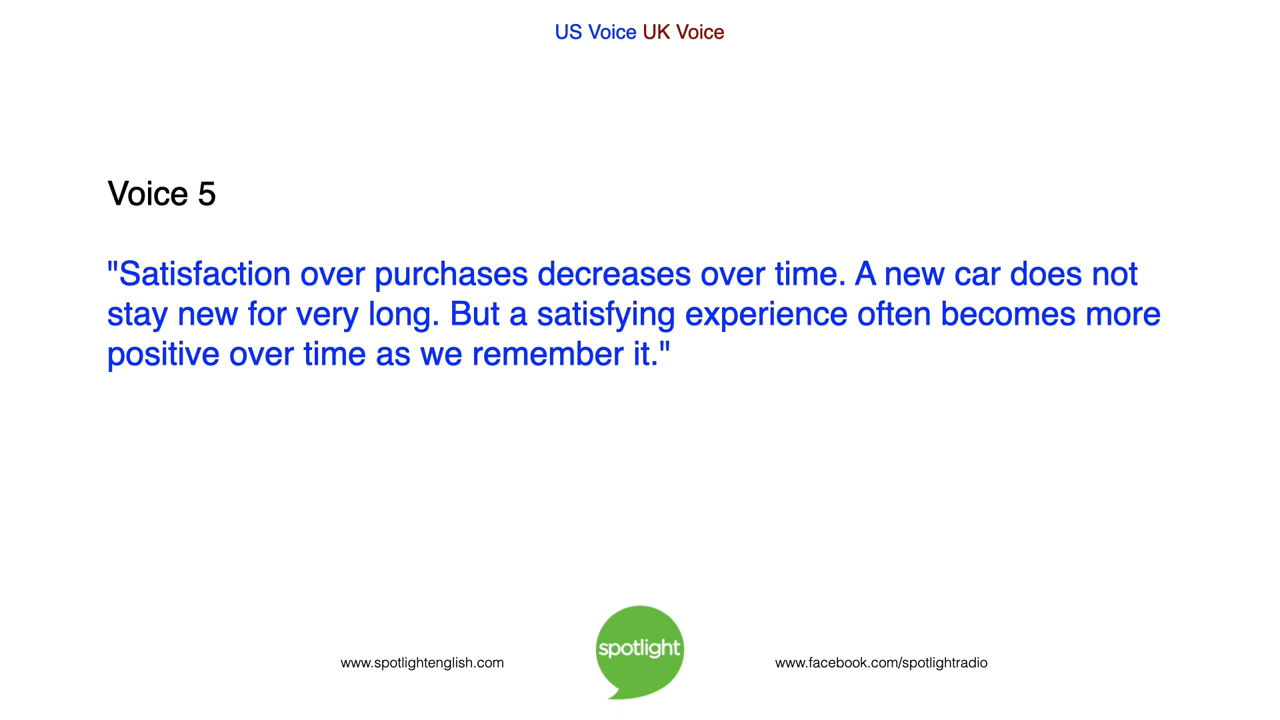 US Voice UK Voice
Voice 5
"Satisfaction over purchases decreases over time. A new car does not
stay new for very long. But a satisfying experience often becomes more
positive over time as we remember it."
spotlight
www.spotlightenglish.com
www.facebook.com/spotlightradio